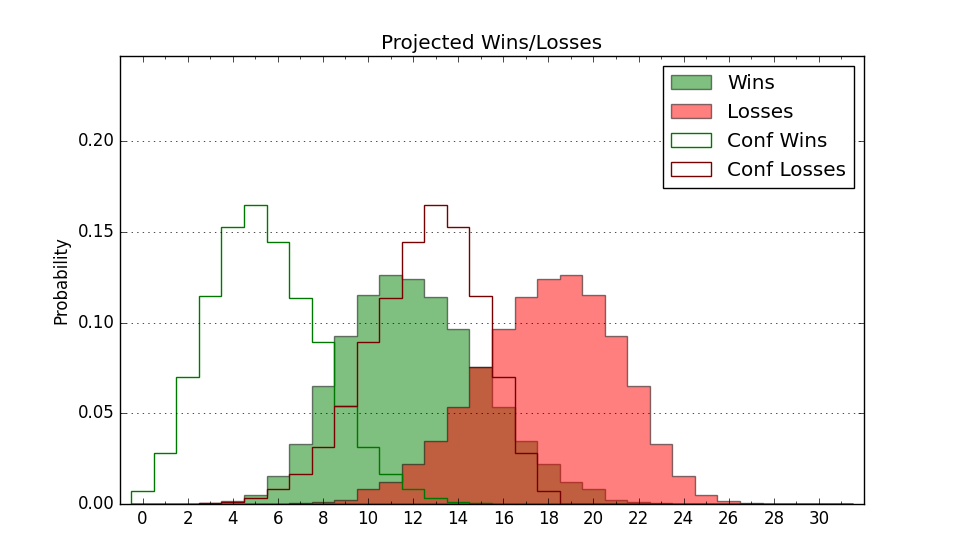 Projected Wins/Losses
Wins
Losses
Conf Wins
Conf Losses
Probability
0.20
0.15
0.10
0.05
0.00
0 2 4 6 8 10 12 14 16 18 20 22 24 26 28 30